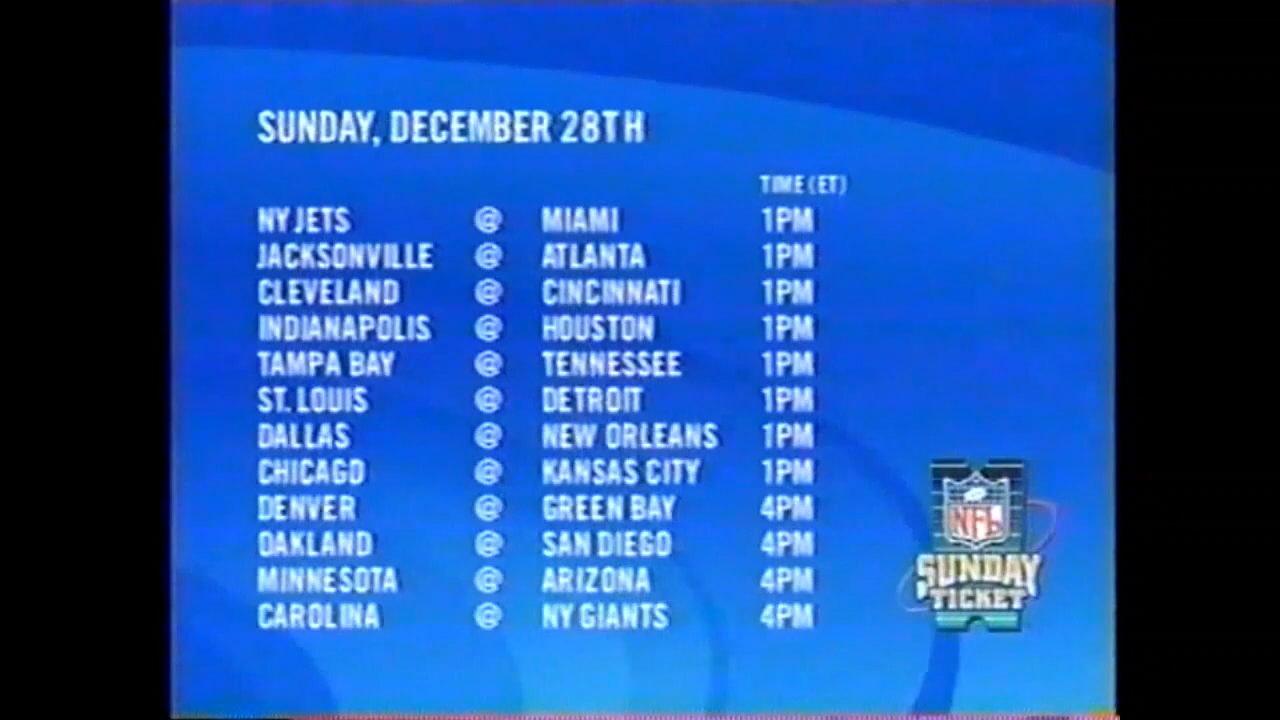 SUNDAY, DECEMBER 28TH
TIME (ET)
NY JETS @ MIAMI 1PM
JACKSONVILLE @ ATLANTA 1PM
CLEVELAND @ CINCINNATI 1PM
INDIANAPOLIS @ HOUSTON 1PM
TAMPA BAY @ TENNESSEE 1PM
ST. LOUIS @ DETROIT 1PM
DALLAS @ NEW ORLEANS 1PM
CHICAGO @ KANSAS CITY 1PM
DENVER @ GREEN BAY 4PM
OAKLAND @ SAN DIEGO 4PM
MINNESOTA @ ARIZONA 4PM
CAROLINA @ NY GIANTS 4PM
NFL
SUNDAY
TICKET